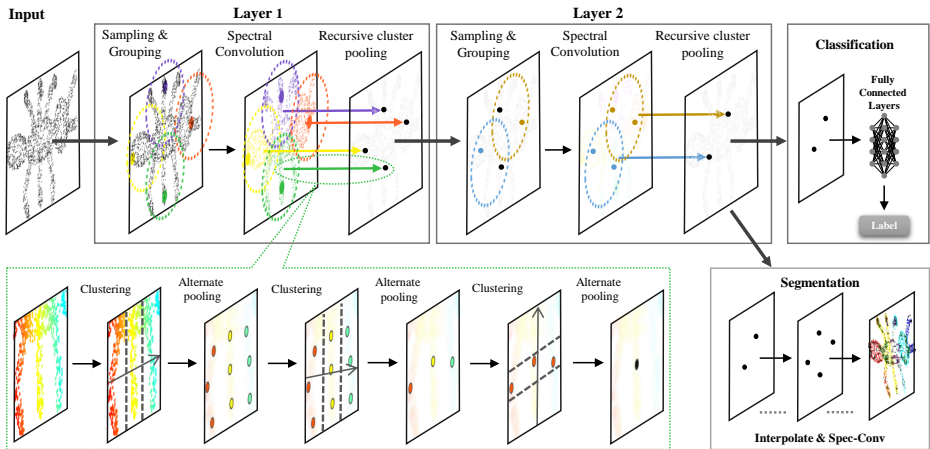 Input
Layer 1
Layer 2
Sampling &
Grouping
Spectral
Convolution
Recursive cluster
pooling
Sampling &
Grouping
Spectral
Convolution
Recursive cluster
pooling
Classification
Fully
Connected
Layers
Label
Clustering
Alternate
pooling
Clustering
Alternate
pooling
Clustering
Alternate
pooling
Segmentation
Interpolate & Spec-Conv